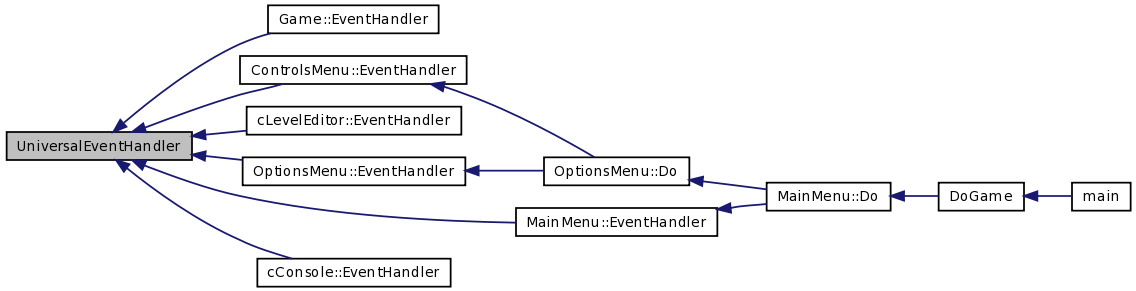 Game::EventHandler
ControlsMenu::EventHandler
cLevelEditor::EventHandler
UniversalEventHandler
OptionsMenu::EventHandler
OptionsMenu::Do
MainMenu::Do
DoGame
main
MainMenu::EventHandler
cConsole::EventHandler